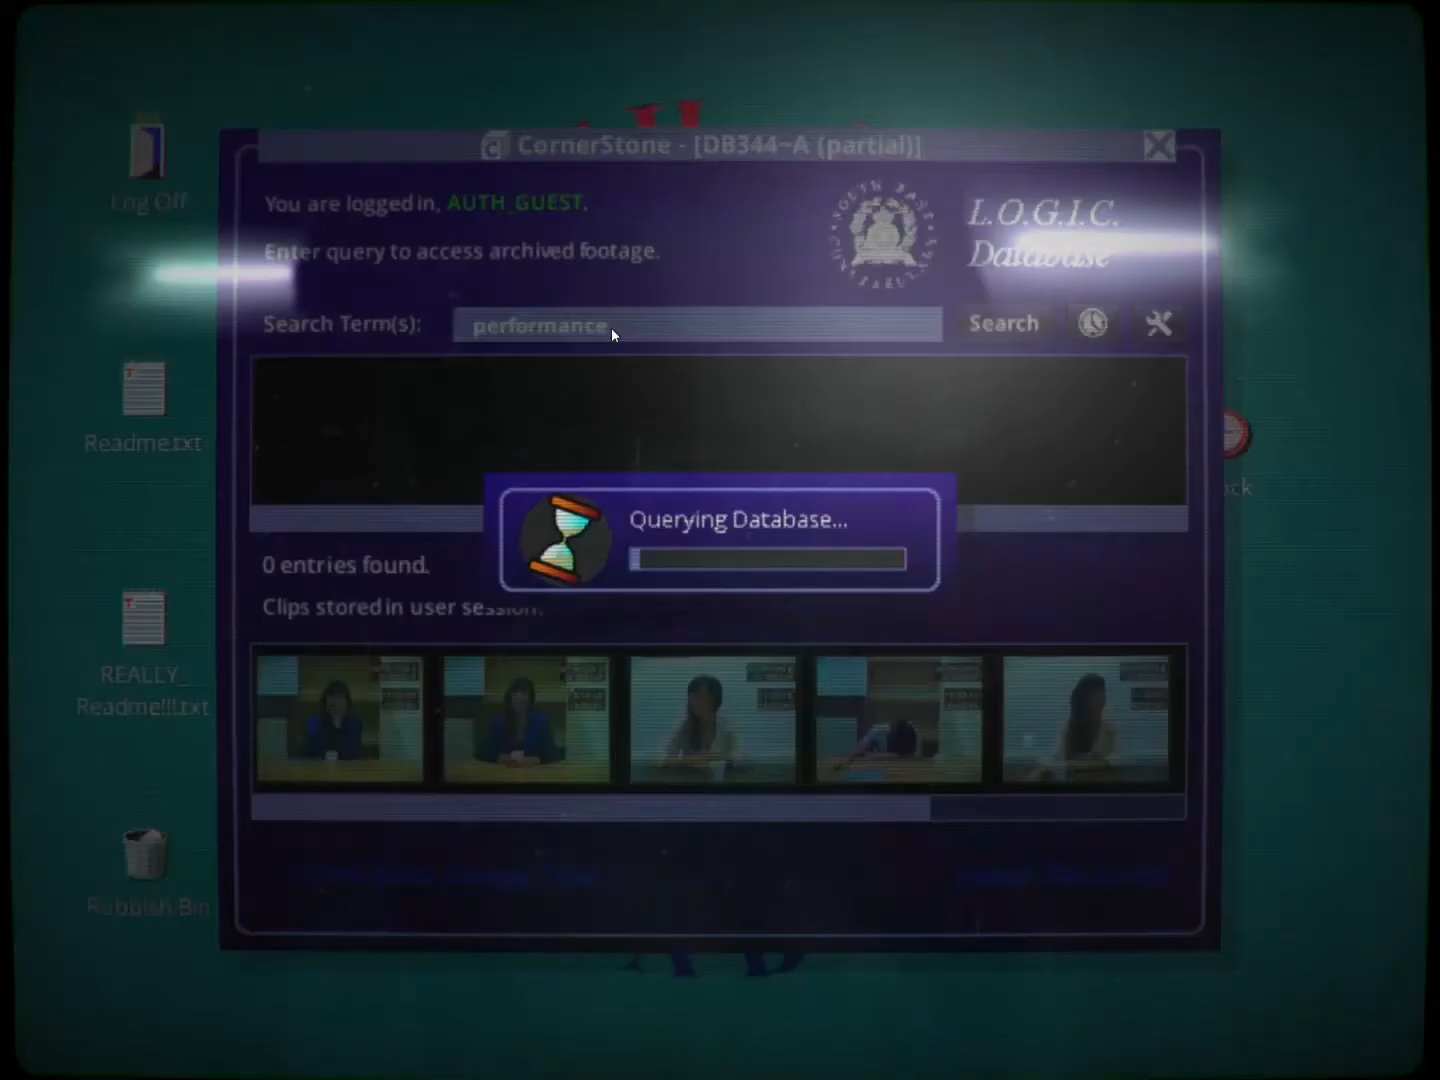 CornerStone - [DB344~A (partial)]
Log Off
You are logged in, AUTH_GUEST.
Enter query to access archived footage.
L.O.G.I.C.
Database
Search Term(s):
performance
Search
Readme.txt
Querying Database...
0 entries found.
Clips stored in user session:
REALLY_
Readme!!!.txt
Rubbish Bin